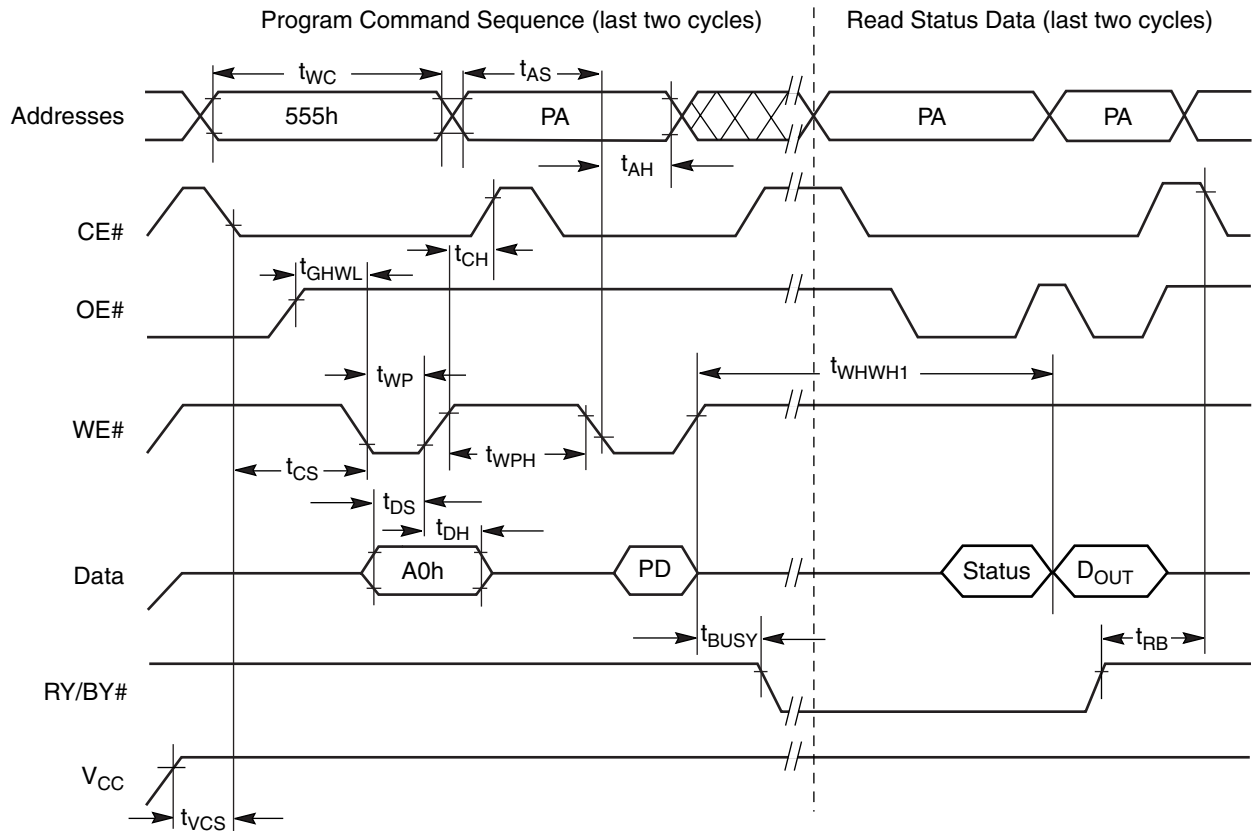 Program Command Sequence (last two cycles)
Read Status Data (last two cycles)
tWC
tAS
Addresses
555h
PA
PA
PA
tAH
CE#
tCH
tGHWL
OE#
tWHWH1
tWP
WE#
tWPH
tCS
tDS
tDH
Data
A0h
PD
Status
DOUT
tBUSY
tRB
RY/BY#
VCC
tVCS